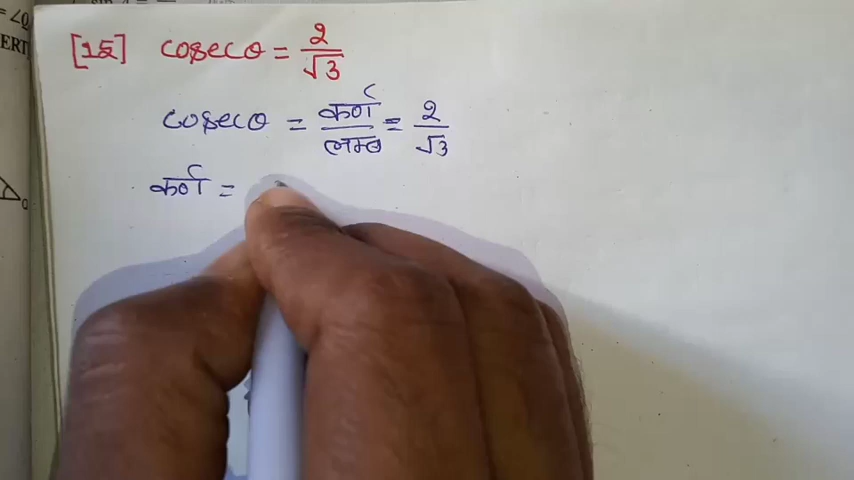 [15] cosecθ = 2/√3
cosecθ = कर्ण/लम्ब = 2/√3
कर्ण =